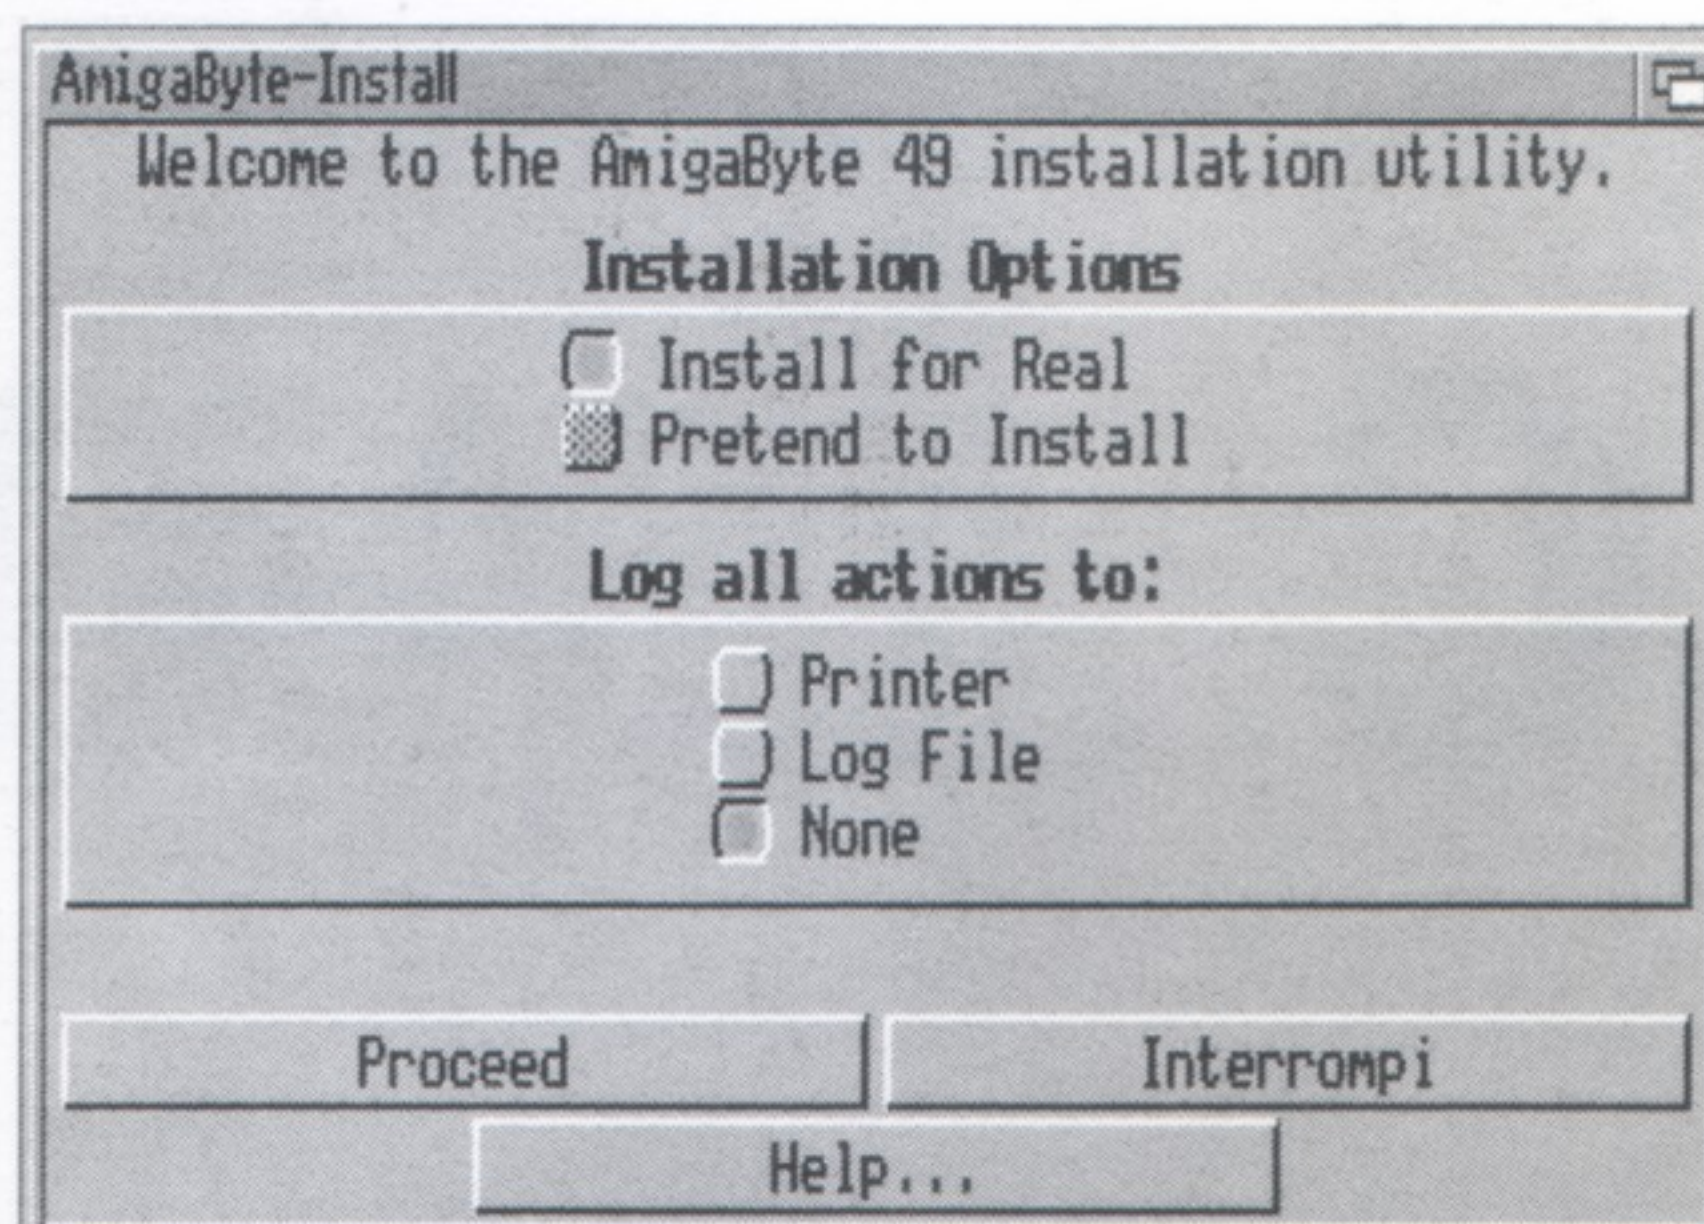 AmigaByte-Install
Welcome to the AmigaByte 49 installation utility.
Installation Options
Install for Real
Pretend to Install
Log all actions to:
Printer
Log File
None
Proceed
Interrompi
Help...